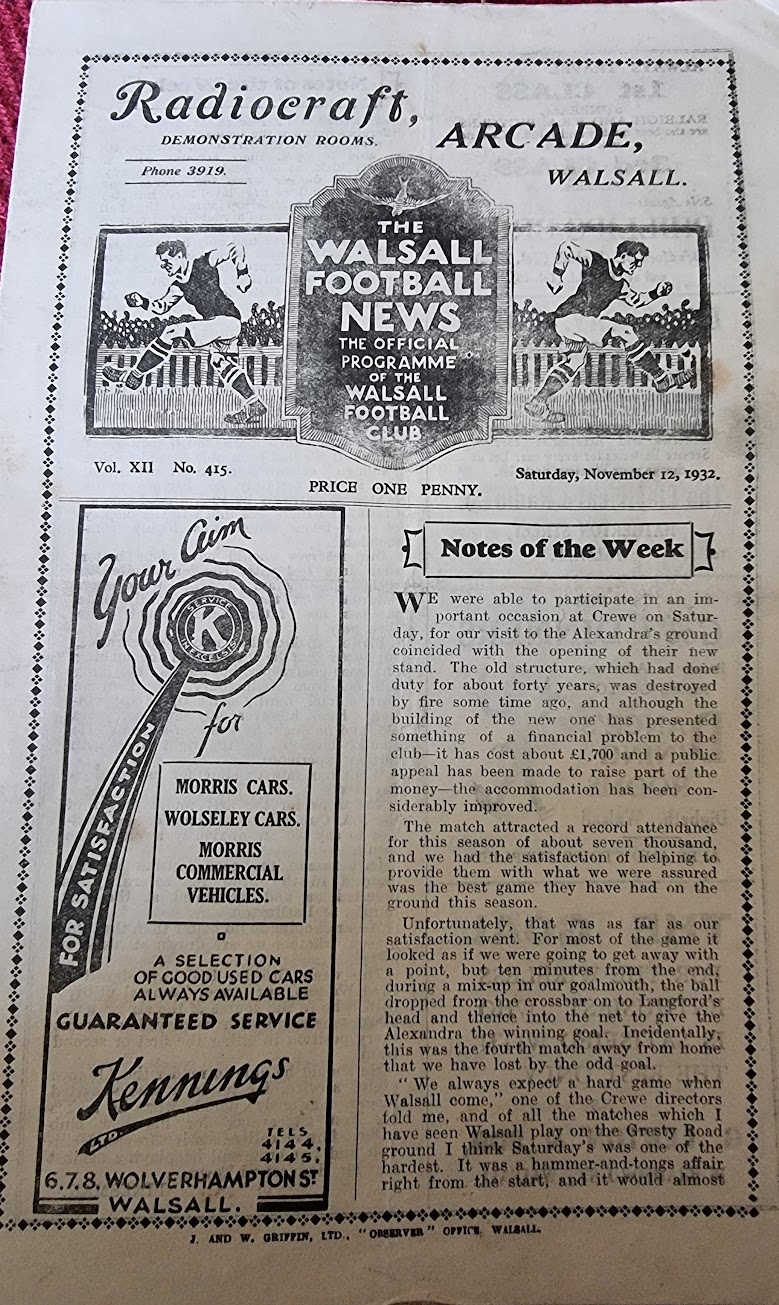 Radiocraft,
DEMONSTRATION ROOMS.
Phone 3919.
ARCADE,
WALSALL.
THE
WALSALL
FOOTBALL
NEWS
THE OFFICIAL
PROGRAMME
OF THE
WALSALL
FOOTBALL
CLUB
Vol. XII No. 415.
Saturday, November 12, 1932.
PRICE ONE PENNY.
Your Aim
SERVICE
K
IN EXCELSIS
for
FOR SATISFACTION
MORRIS CARS.
WOLSELEY CARS.
MORRIS
COMMERCIAL
VEHICLES.
A SELECTION
OF GOOD USED CARS
ALWAYS AVAILABLE
GUARANTEED SERVICE
Kennings
LTD.
TELS
4144,
4145.
6.7.8, WOLVERHAMPTON ST
WALSALL.
Notes of the Week
WE were able to participate in an im-
portant occasion at Crewe on Satur-
day, for our visit to the Alexandra's ground
coincided with the opening of their new
stand. The old structure, which had done
duty for about forty years, was destroyed
by fire some time ago, and although the
building of the new one has presented
something of a financial problem to the
club—it has cost about £1,700 and a public
appeal has been made to raise part of the
money—the accommodation has been con-
siderably improved.
The match attracted a record attendance
for this season of about seven thousand,
and we had the satisfaction of helping to
provide them with what we were assured
was the best game they have had on the
ground this season.
Unfortunately, that was as far as our
satisfaction went. For most of the game it
looked as if we were going to get away with
a point, but ten minutes from the end,
during a mix-up in our goalmouth, the ball
dropped from the crossbar on to Langford's
head and thence into the net to give the
Alexandra the winning goal. Incidentally,
this was the fourth match away from home
that we have lost by the odd goal.
" We always expect a hard game when
Walsall come," one of the Crewe directors
told me, and of all the matches which I
have seen Walsall play on the Gresty Road
ground I think Saturday's was one of the
hardest. It was a hammer-and-tongs affair
right from the start, and it would almost
J. AND W. GRIFFIN, LTD., "OBSERVER" OFFICE, WALSALL.